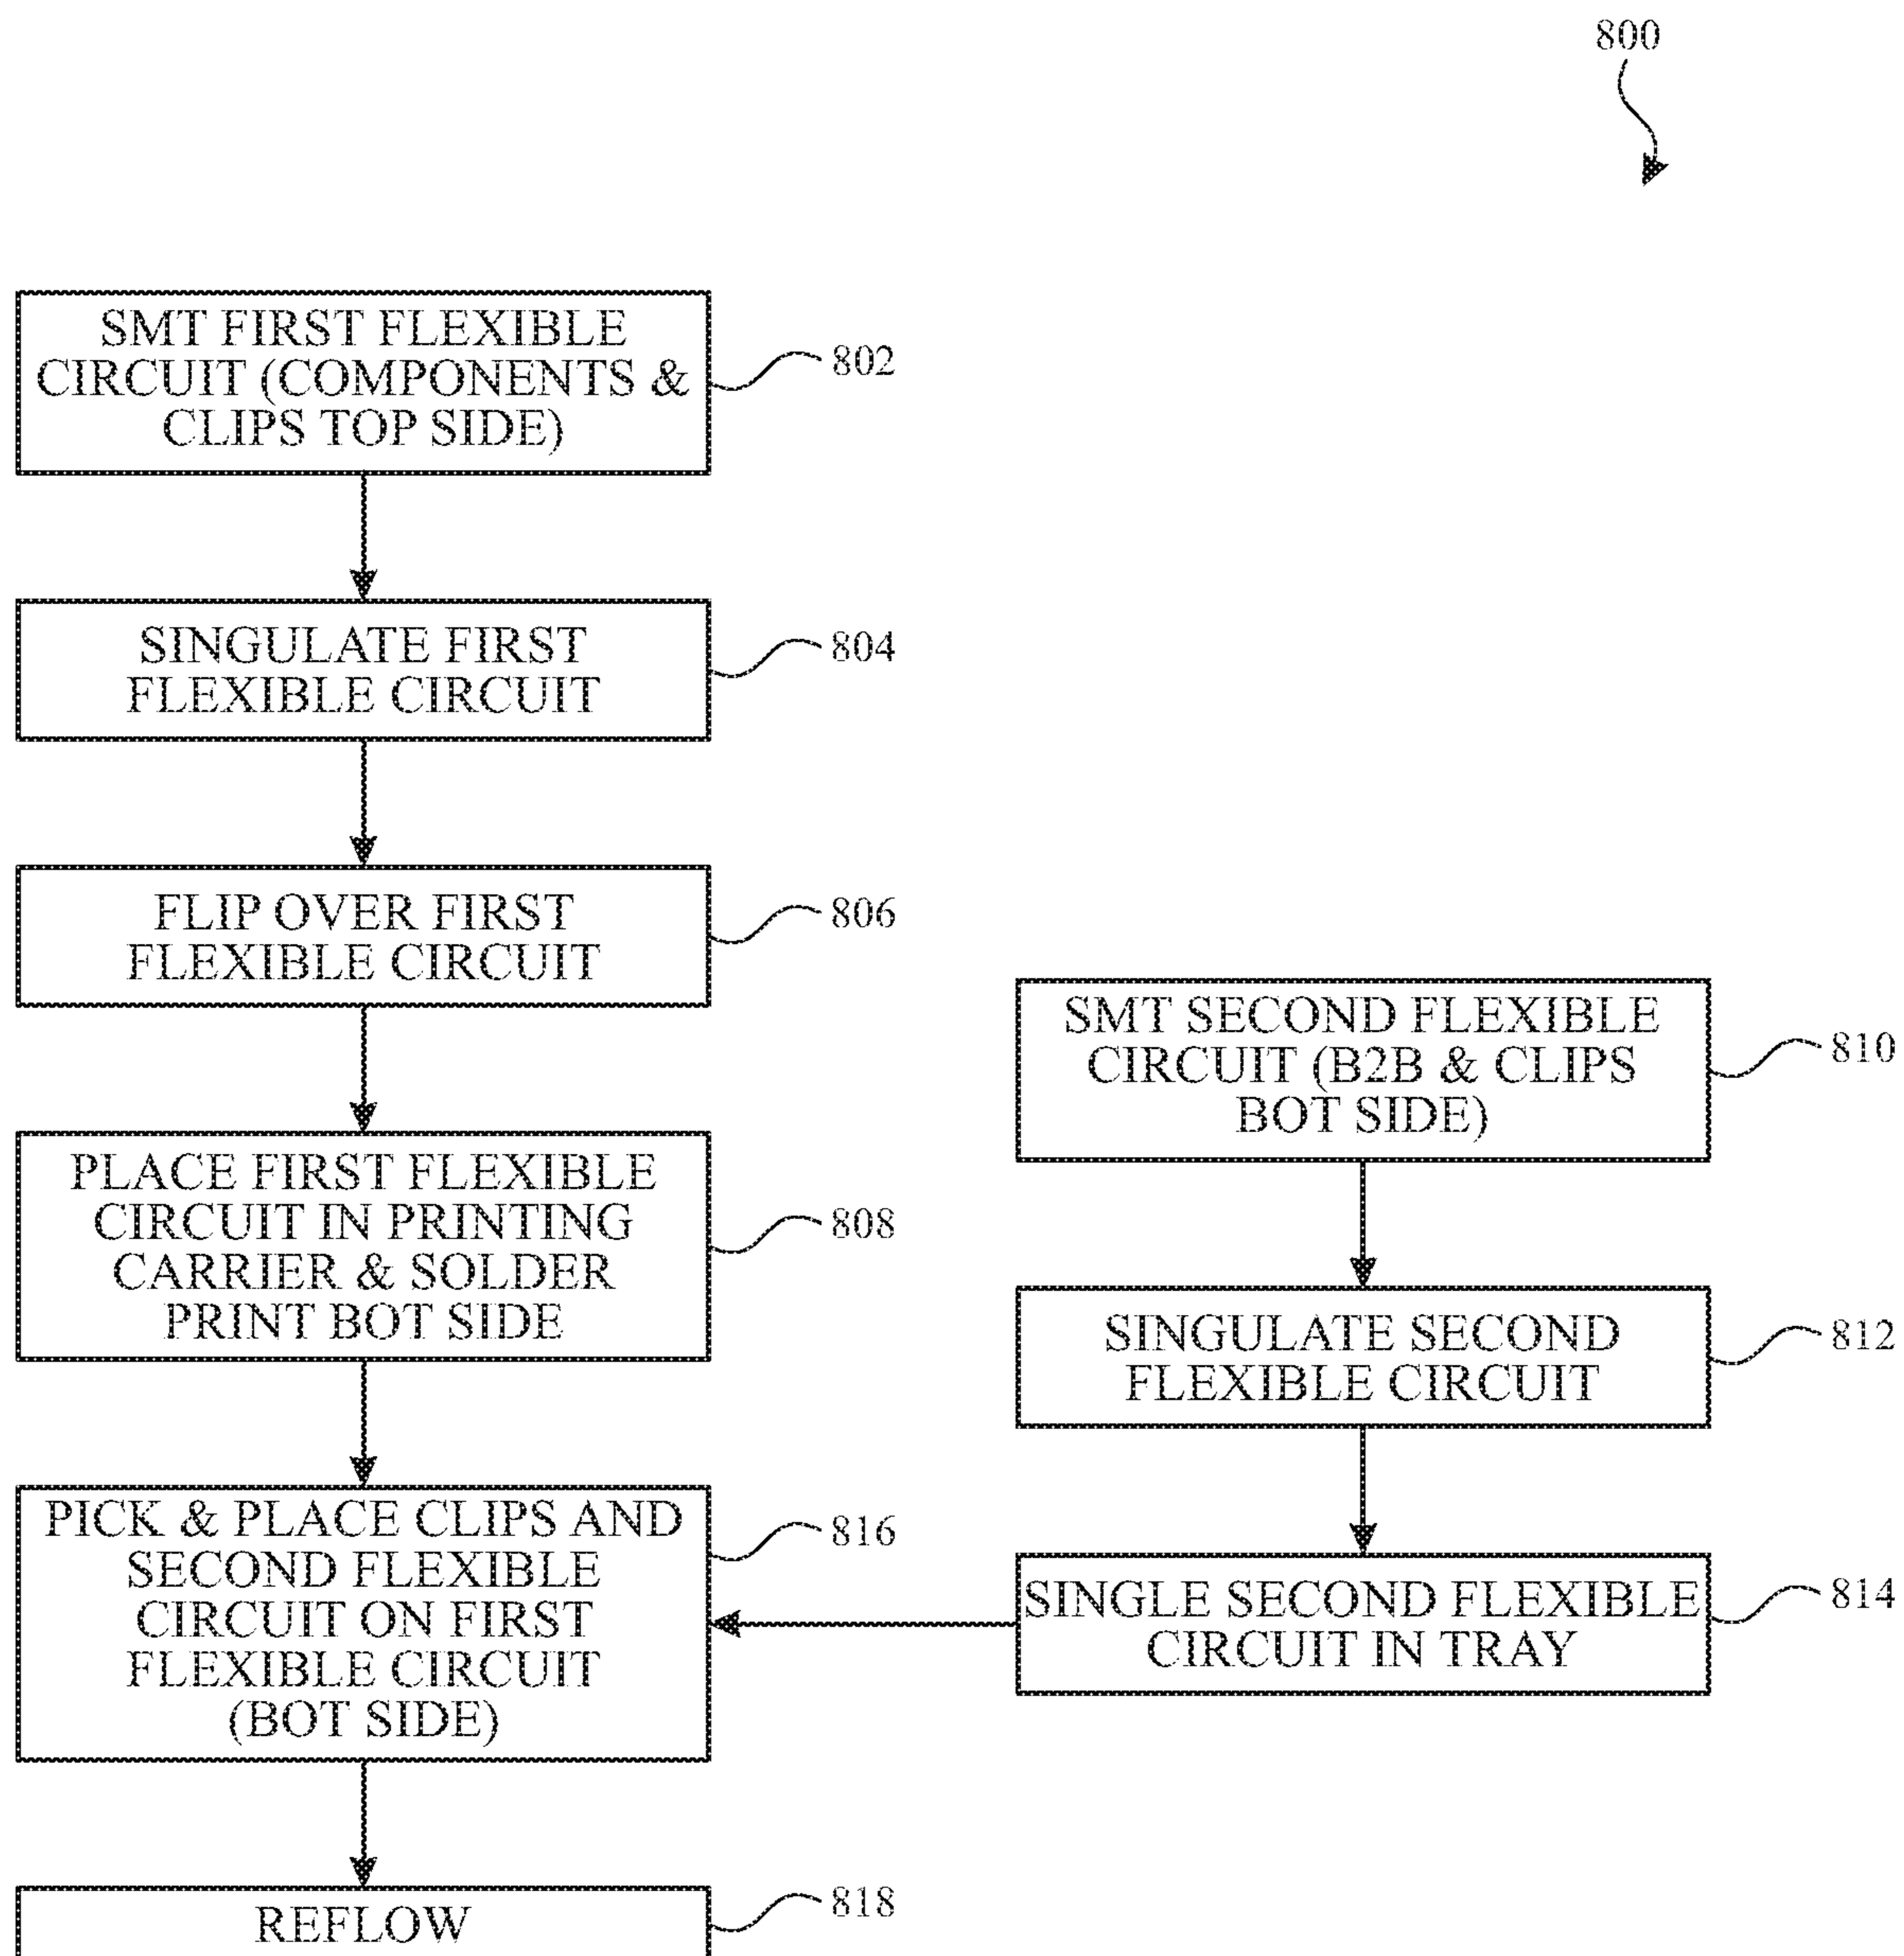 800
SMT FIRST FLEXIBLE
CIRCUIT (COMPONENTS &
CLIPS TOP SIDE)
802
SINGULATE FIRST
FLEXIBLE CIRCUIT
804
FLIP OVER FIRST
FLEXIBLE CIRCUIT
806
PLACE FIRST FLEXIBLE
CIRCUIT IN PRINTING
CARRIER & SOLDER
PRINT BOT SIDE
808
SMT SECOND FLEXIBLE
CIRCUIT (B2B & CLIPS
BOT SIDE)
810
SINGULATE SECOND
FLEXIBLE CIRCUIT
812
SINGLE SECOND FLEXIBLE
CIRCUIT IN TRAY
814
PICK & PLACE CLIPS AND
SECOND FLEXIBLE
CIRCUIT ON FIRST
FLEXIBLE CIRCUIT
(BOT SIDE)
816
REFLOW
818